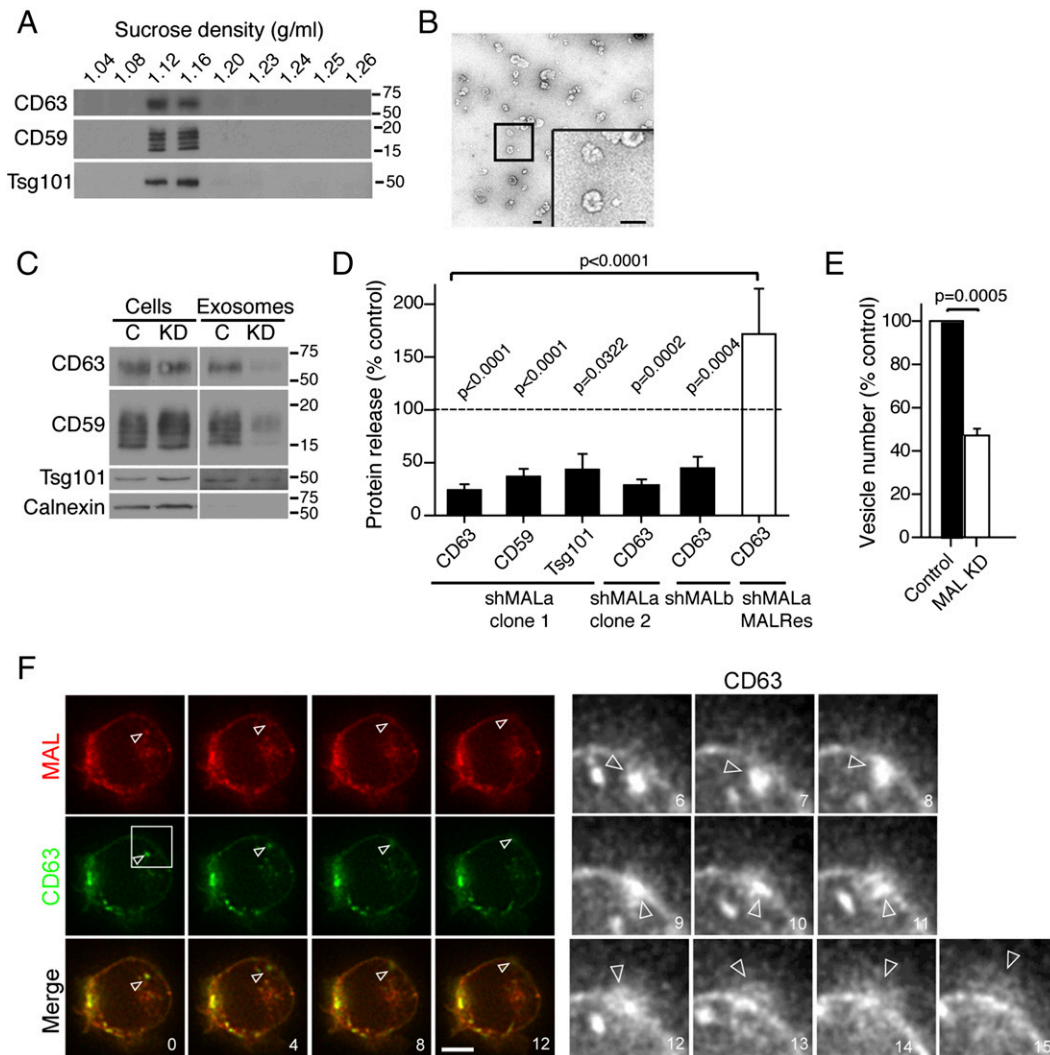 A
Sucrose density (g/ml)
1.04 1.08 1.12 1.16 1.20 1.23 1.24 1.25 1.26
CD63
75
50
CD59
20
15
Tsg101
50
B
C
Cells Exosomes
C KD C KD
CD63
75
50
CD59
20
15
Tsg101
50
Calnexin
75
50
D
p<0.0001
Protein release (% control)
200
150
100
50
0
p<0.0001 p<0.0001 p=0.0322 p=0.0002 p=0.0004
CD63 CD59 Tsg101 CD63 CD63 CD63
shMALa shMALa shMALb shMALa
clone 1 clone 2 MALRes
E
p=0.0005
Vesicle number (% control)
100
80
60
40
20
0
Control MAL KD
F
MAL
CD63
Merge
0 4 8 12
CD63
6 7 8
9 10 11
12 13 14 15